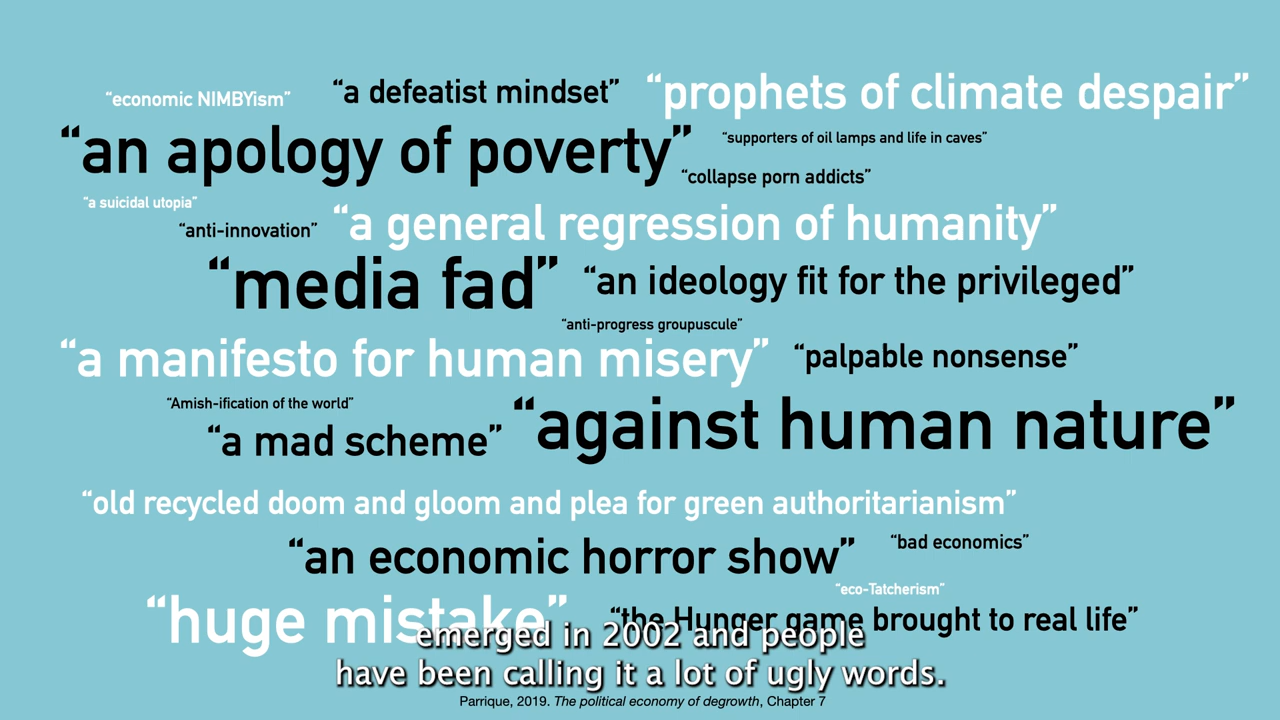 “economic NIMBYism” “a defeatist mindset” “prophets of climate despair”
“an apology of poverty” “supporters of oil lamps and life in caves”
“collapse porn addicts”
“a suicidal utopia”
“anti-innovation” “a general regression of humanity”
“media fad” “an ideology fit for the privileged”
“anti-progress groupuscule”
“a manifesto for human misery” “palpable nonsense”
“Amish-ification of the world”
“a mad scheme” “against human nature”
“old recycled doom and gloom and plea for green authoritarianism”
“an economic horror show” “bad economics”
“eco-Tatcherism”
“huge mistake” “the Hunger game brought to real life”
emerged in 2002 and people
have been calling it a lot of ugly words.
Parrique, 2019. The political economy of degrowth, Chapter 7